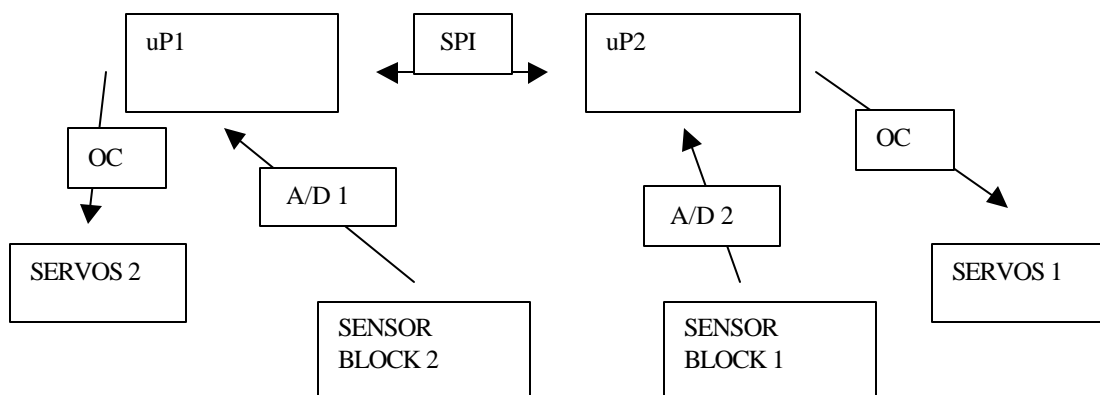 uP1
SPI
uP2
OC
OC
A/D 1
A/D 2
SERVOS 2
SERVOS 1
SENSOR
BLOCK 2
SENSOR
BLOCK 1